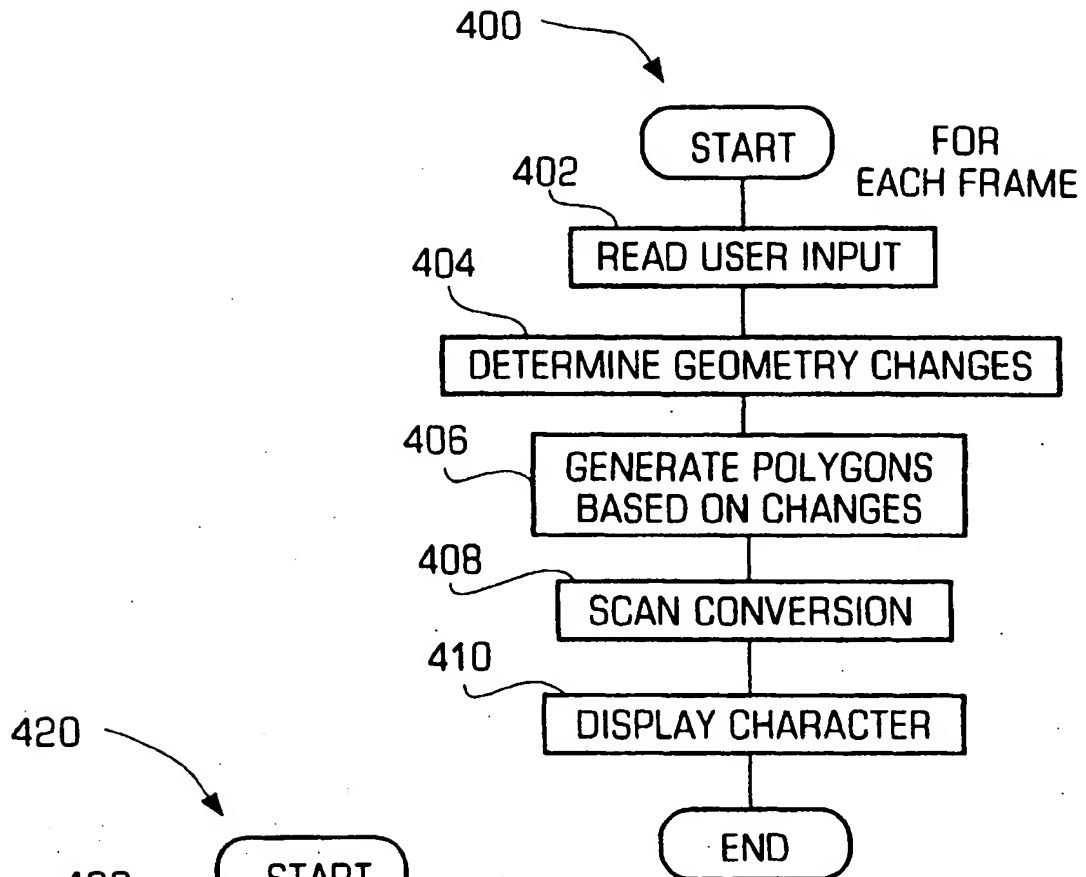 400
START
FOR
EACH FRAME
402
READ USER INPUT
404
DETERMINE GEOMETRY CHANGES
406
GENERATE POLYGONS
BASED ON CHANGES
408
SCAN CONVERSION
410
DISPLAY CHARACTER
END
420
START